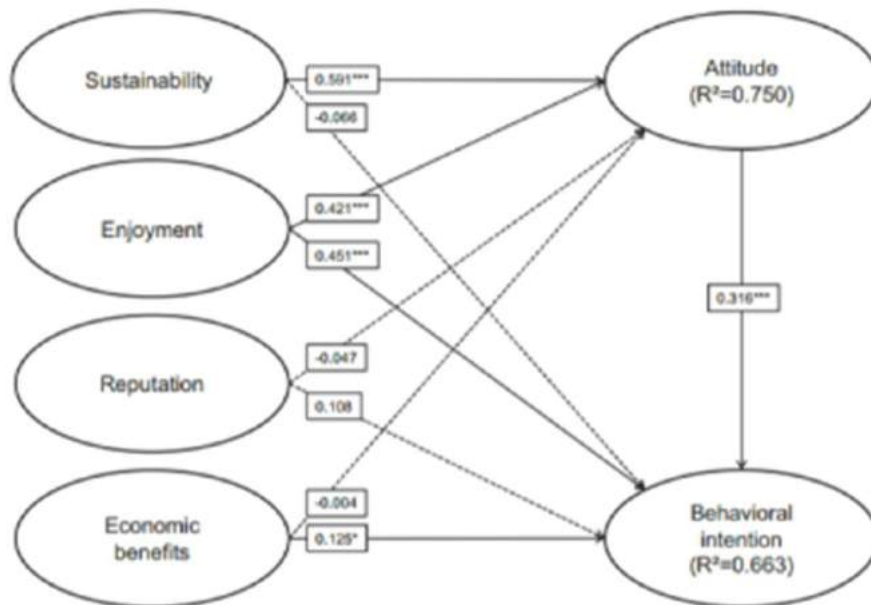 Sustainability
0.591***
-0.066
Attitude
(R²=0.750)
Enjoyment
0.421***
0.451***
0.316***
Reputation
-0.047
0.108
Economic
benefits
-0.004
0.125*
Behavioral
intention
(R²=0.663)